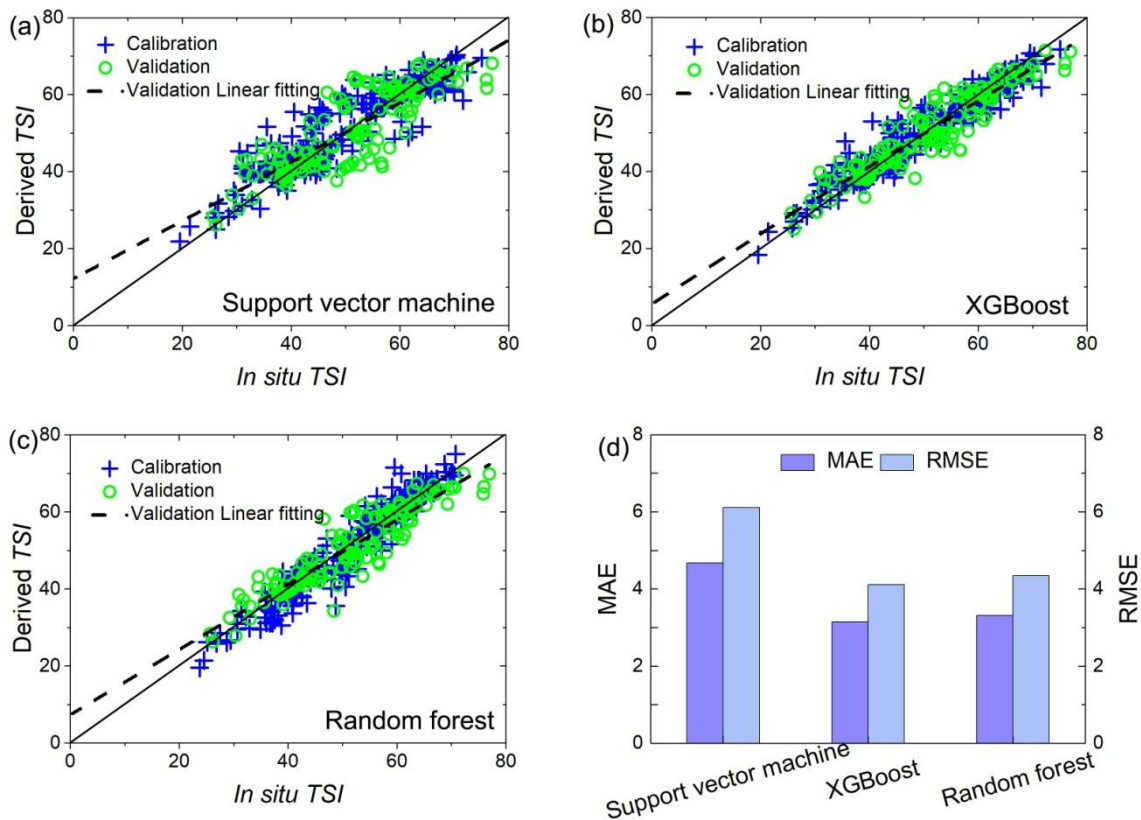 (a)
80
60
40
20
0
Derived TSI
Calibration
Validation
Validation Linear fitting
Support vector machine
0 20 40 60 80
In situ TSI
(b)
80
60
40
20
0
Derived TSI
Calibration
Validation
Validation Linear fitting
XGBoost
0 20 40 60 80
In situ TSI
(c)
80
60
40
20
0
Derived TSI
Calibration
Validation
Validation Linear fitting
Random forest
0 20 40 60 80
In situ TSI
(d)
8
6
4
2
0
MAE
MAE RMSE
8
6
4
2
0
RMSE
Support vector machine
XGBoost
Random forest